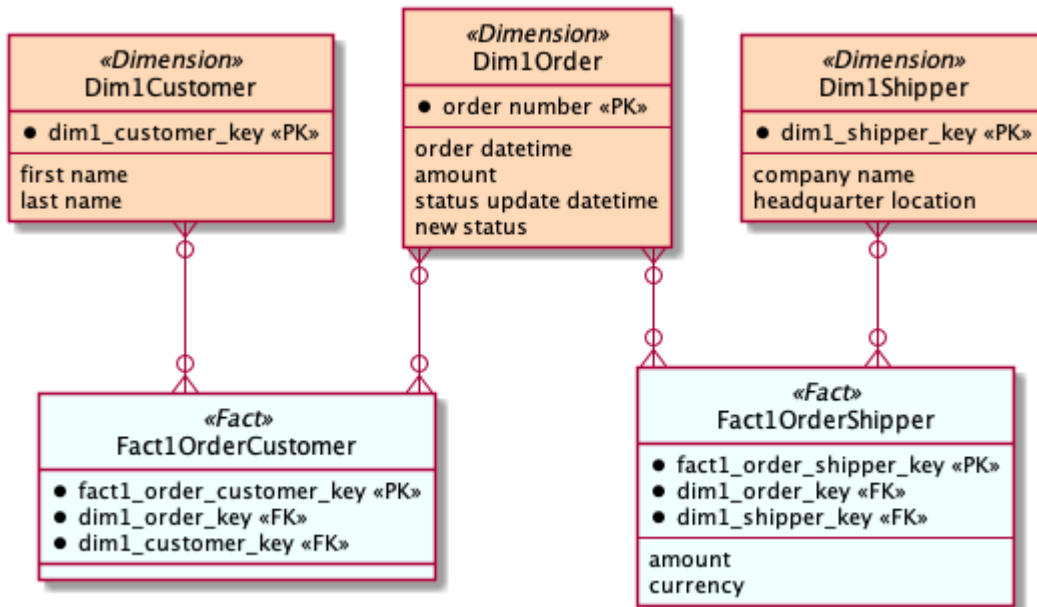 «Dimension»
Dim1Customer
dim1_customer_key «PK»
first name
last name
«Dimension»
Dim1Order
order number «PK»
order datetime
amount
status update datetime
new status
«Dimension»
Dim1Shipper
dim1_shipper_key «PK»
company name
headquarter location
«Fact»
Fact1OrderCustomer
fact1_order_customer_key «PK»
dim1_order_key «FK»
dim1_customer_key «FK»
«Fact»
Fact1OrderShipper
fact1_order_shipper_key «PK»
dim1_order_key «FK»
dim1_shipper_key «FK»
amount
currency